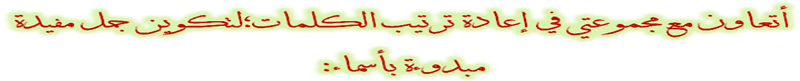 أتعاون مع مجموعتي في إعادة ترتيب الكلمات؛لتكوين جمل مفيدة
مبدوءة بأسماء: